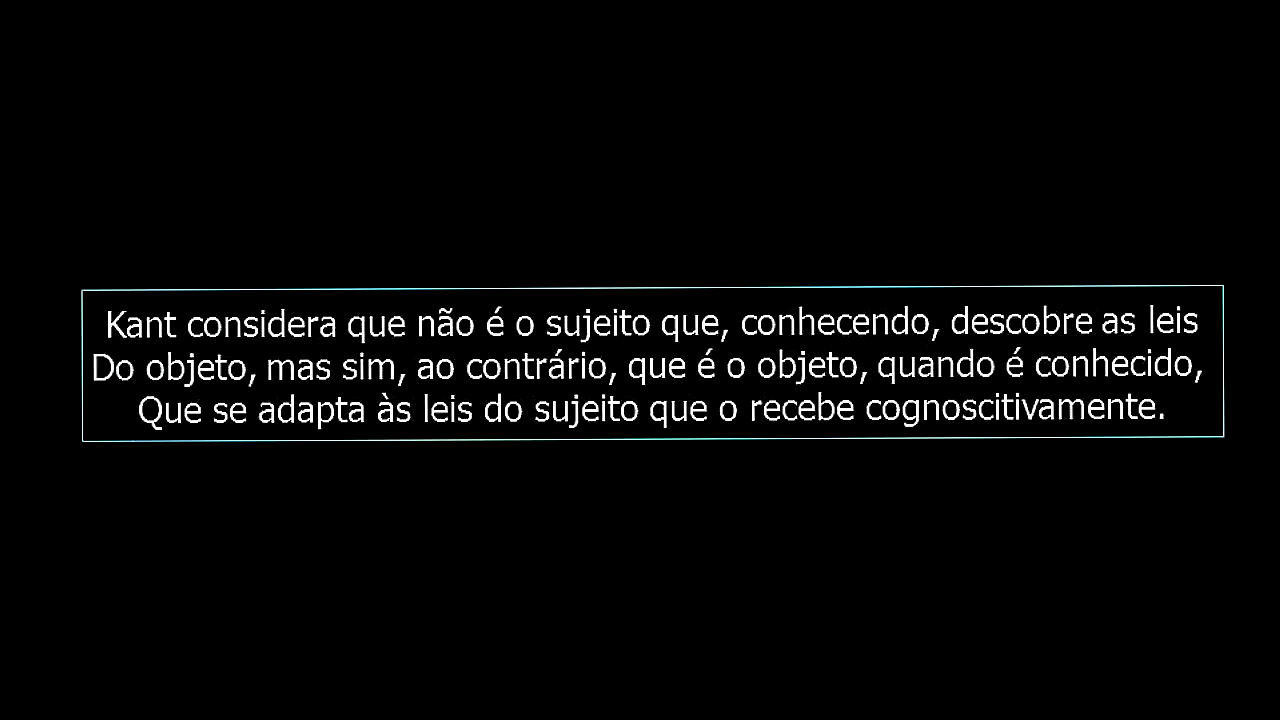 Kant considera que não é o sujeito que, conhecendo, descobre as leis
Do objeto, mas sim, ao contrário, que é o objeto, quando é conhecido,
Que se adapta às leis do sujeito que o recebe cognoscitivamente.